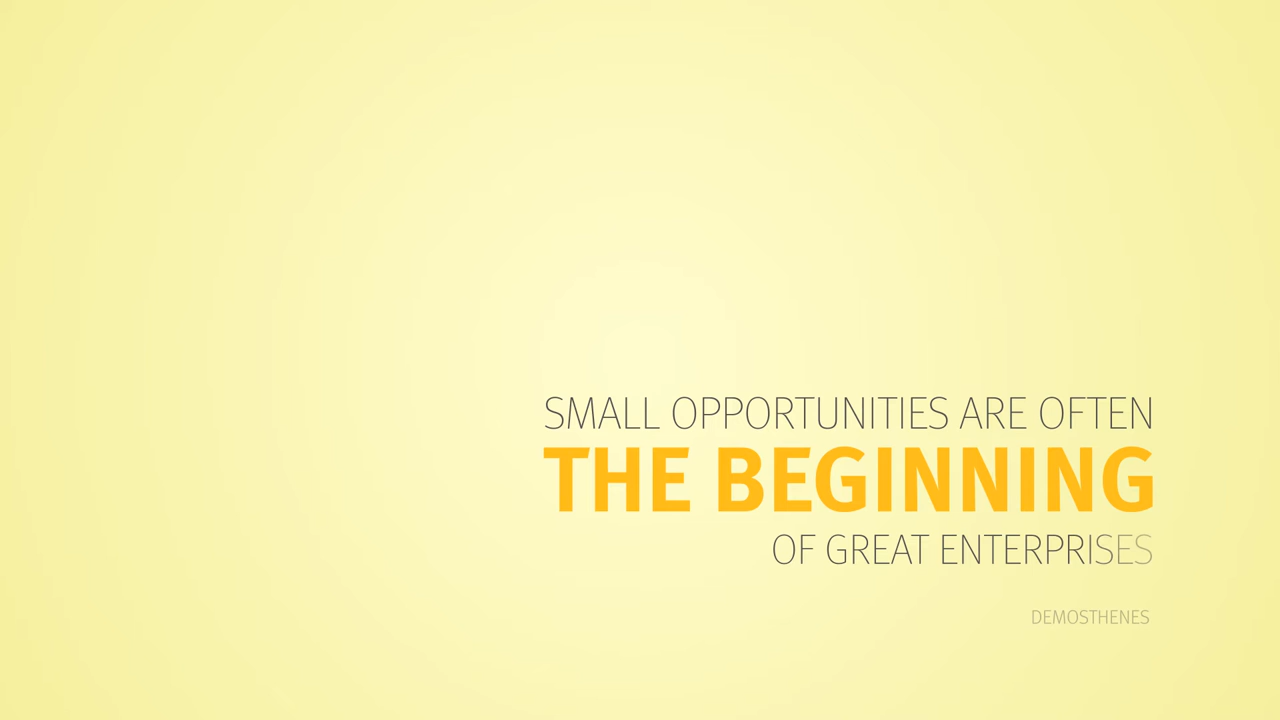 SMALL OPPORTUNITIES ARE OFTEN
THE BEGINNING
OF GREAT ENTERPRISES
DEMOSTHENES